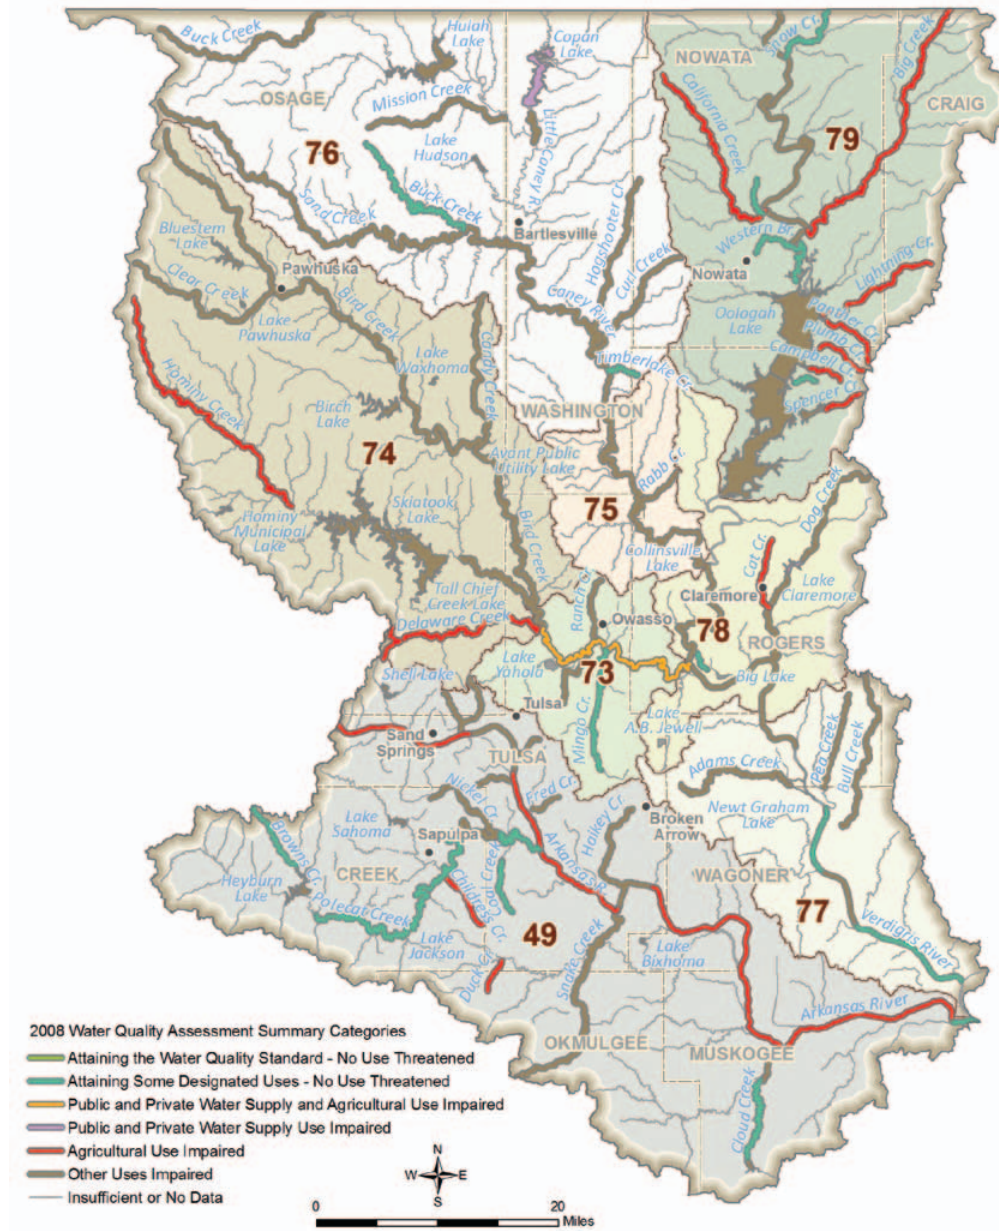 Buck Creek
Hulah
Lake
Copan
Lake
Snow Cr.
Big Creek
NOWATA
OSAGE
Mission Creek
California Creek
CRAIG
76
Lake
Hudson
Little Caney R.
79
Buck Creek
Sand Creek
Bartlesville
Hogshooter Cr.
Curl Creek
Western Br.
Bluestem
Lake
Pawhuska
Nowata
Lightning Cr.
Clear Creek
Bird Creek
Caney River
Lake
Pawhuska
Oologah
Lake
Panther Cr.
Plumb Cr.
Campbell Cr.
Spencer Cr.
Candy Creek
Lake
Waxhoma
Timberlake Cr.
Hominy Creek
Birch
Lake
WASHINGTON
74
Avant Public
Utility Lake
Rabb Cr.
Skiatook
Lake
75
Dog Creek
Hominy
Municipal
Lake
Bird Creek
Collinsville
Lake
Cat Cr.
Tall Chief
Creek Lake
Ranch Cr.
Claremore
Lake
Claremore
Delaware Creek
Owasso
78
ROGERS
Lake
Yahola
73
Shell Lake
Big Lake
Tulsa
Mingo Cr.
Lake
A.B. Jewell
Sand
Springs
TULSA
Pea Creek
Bull Creek
Adams Creek
Nickel Cr.
Fred Cr.
Haikey Cr.
Newt Graham
Lake
Lake
Sahoma
Sapulpa
Broken
Arrow
Browns Cr.
Arkansas R.
Heyburn
Lake
CREEK
Childress Cr.
Coal Creek
WAGONER
Polecat Creek
77
49
Verdigris River
Lake
Jackson
Duck Cr.
Snake Creek
Lake
Bixhoma
Arkansas River
OKMULGEE
MUSKOGEE
Cloud Creek
2008 Water Quality Assessment Summary Categories
Attaining the Water Quality Standard - No Use Threatened
Attaining Some Designated Uses - No Use Threatened
Public and Private Water Supply and Agricultural Use Impaired
Public and Private Water Supply Use Impaired
Agricultural Use Impaired
Other Uses Impaired
Insufficient or No Data
N
W E
S
0 20
Miles